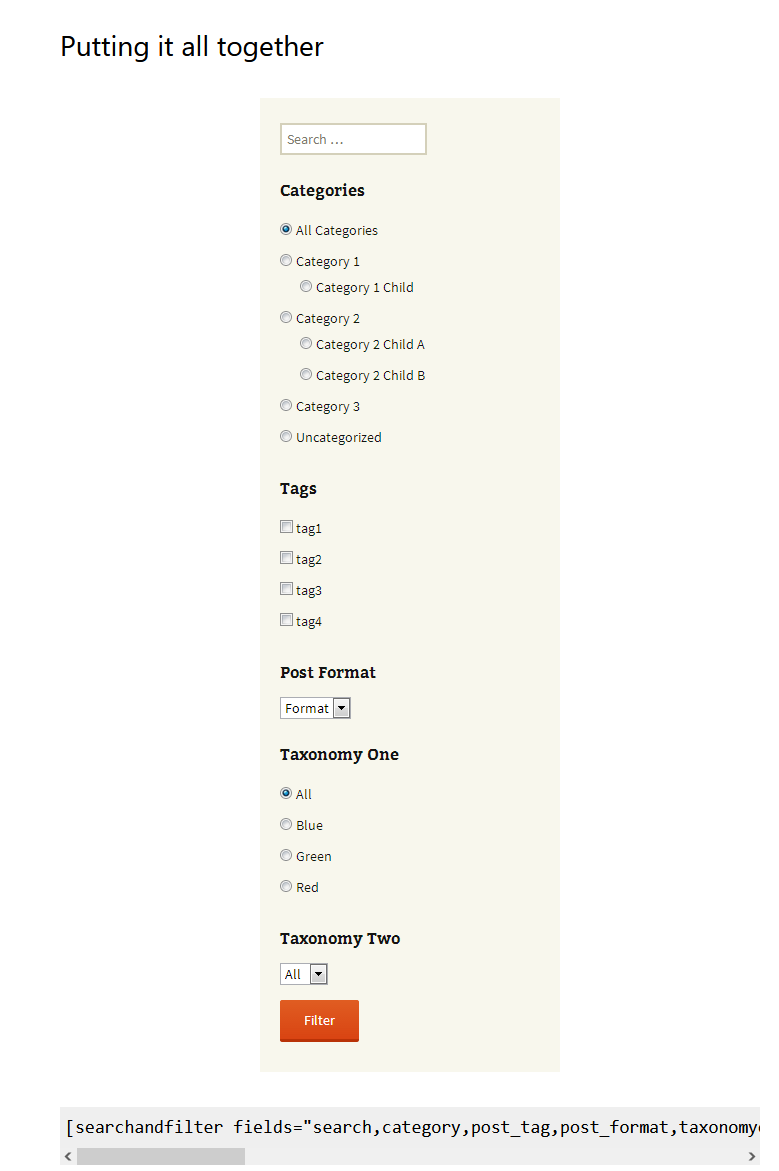 Putting it all together
Search ...
Categories
All Categories
Category 1
Category 1 Child
Category 2
Category 2 Child A
Category 2 Child B
Category 3
Uncategorized
Tags
tag1
tag2
tag3
tag4
Post Format
Format
Taxonomy One
All
Blue
Green
Red
Taxonomy Two
All
Filter
[searchandfilter fields="search,category,post_tag,post_format,taxonomy